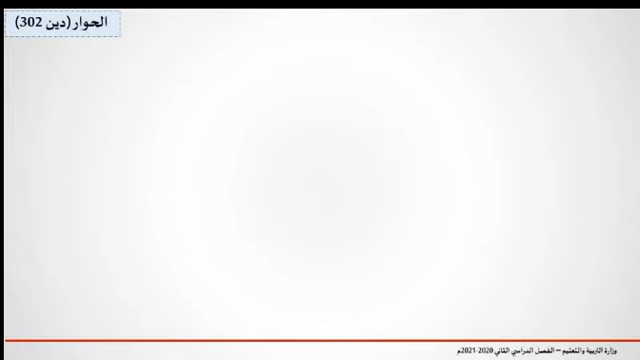 الحوار(دين 302)
وزارة التربية والتعليم – الفصل الدراسي الثاني 2020-2021م